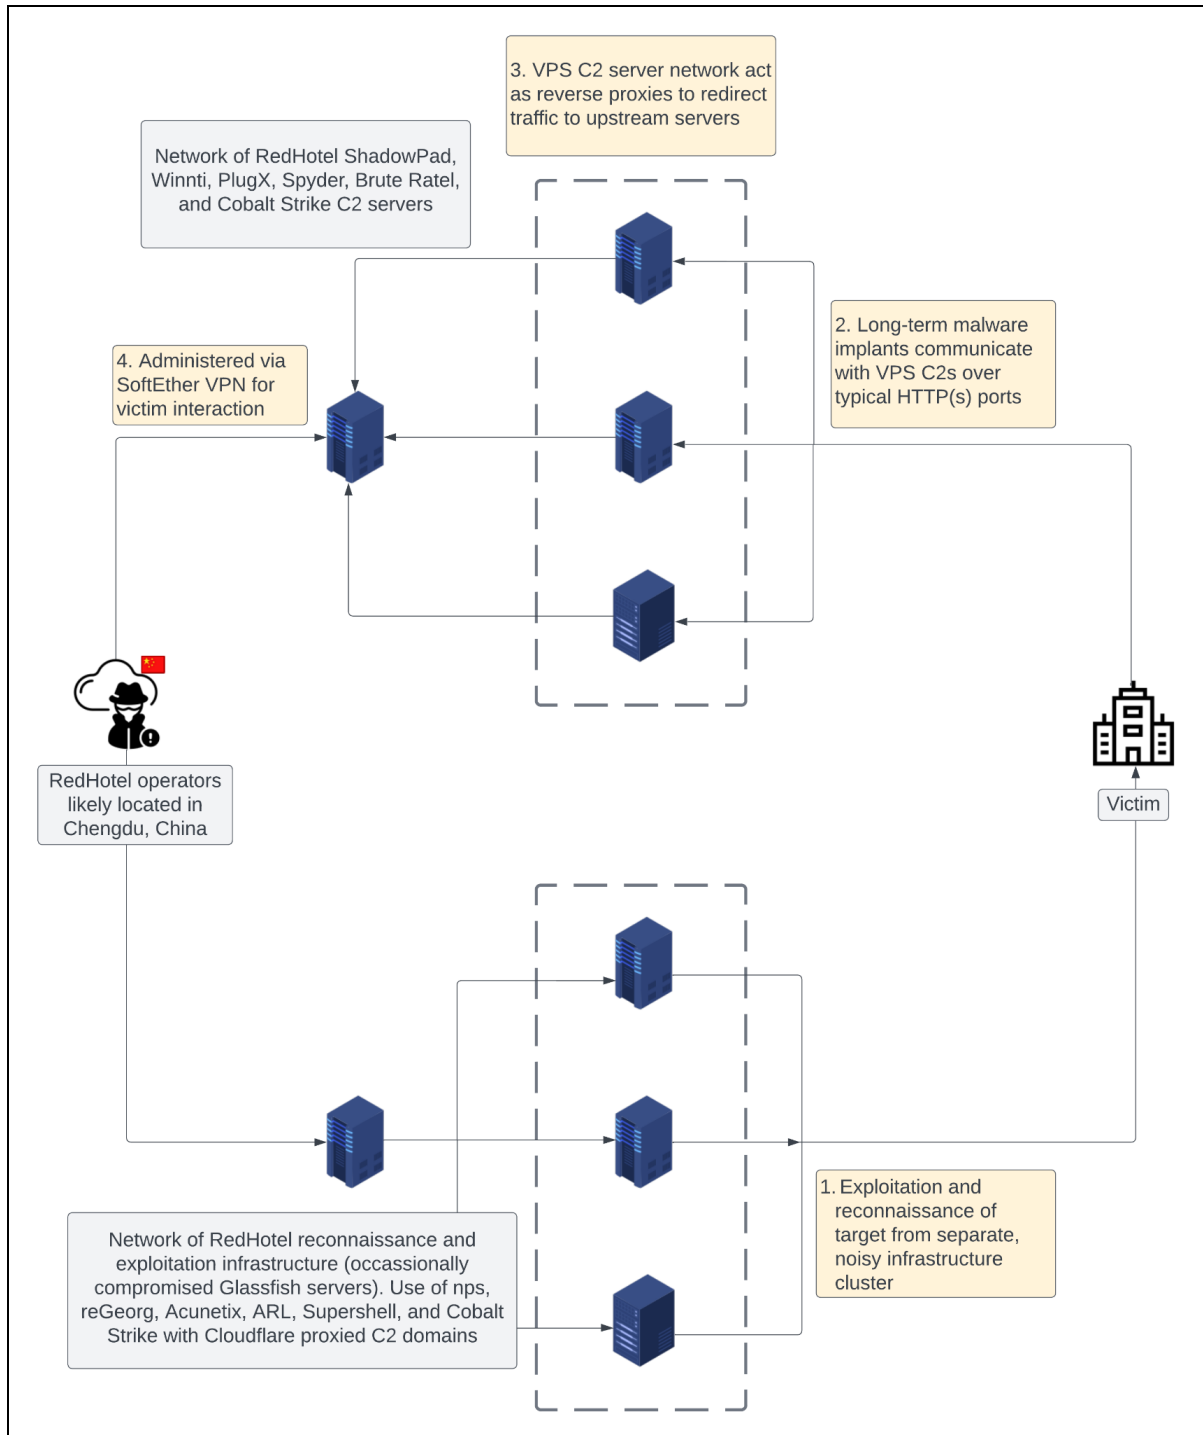 3. VPS C2 server network act
as reverse proxies to redirect
traffic to upstream servers
Network of RedHotel ShadowPad,
Winnti, PlugX, Spyder, Brute Ratel,
and Cobalt Strike C2 servers
2. Long-term malware
implants communicate
with VPS C2s over
typical HTTP(s) ports
4. Administered via
SoftEther VPN for
victim interaction
RedHotel operators
likely located in
Chengdu, China
Victim
1. Exploitation and
reconnaissance of
target from separate,
noisy infrastructure
cluster
Network of RedHotel reconnaissance and
exploitation infrastructure (occassionally
compromised Glassfish servers). Use of nps,
reGeorg, Acunetix, ARL, Supershell, and Cobalt
Strike with Cloudflare proxied C2 domains